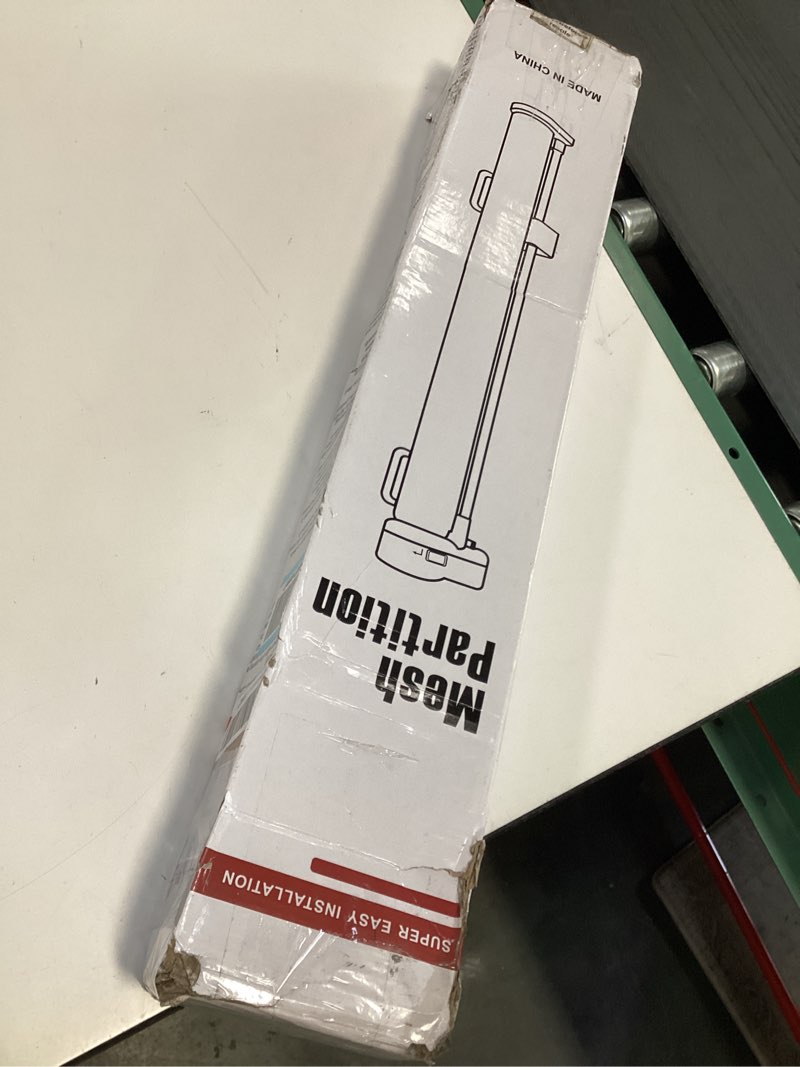 SUPER EASY INSTALLATION
Mesh
Partition
MADE IN CHINA